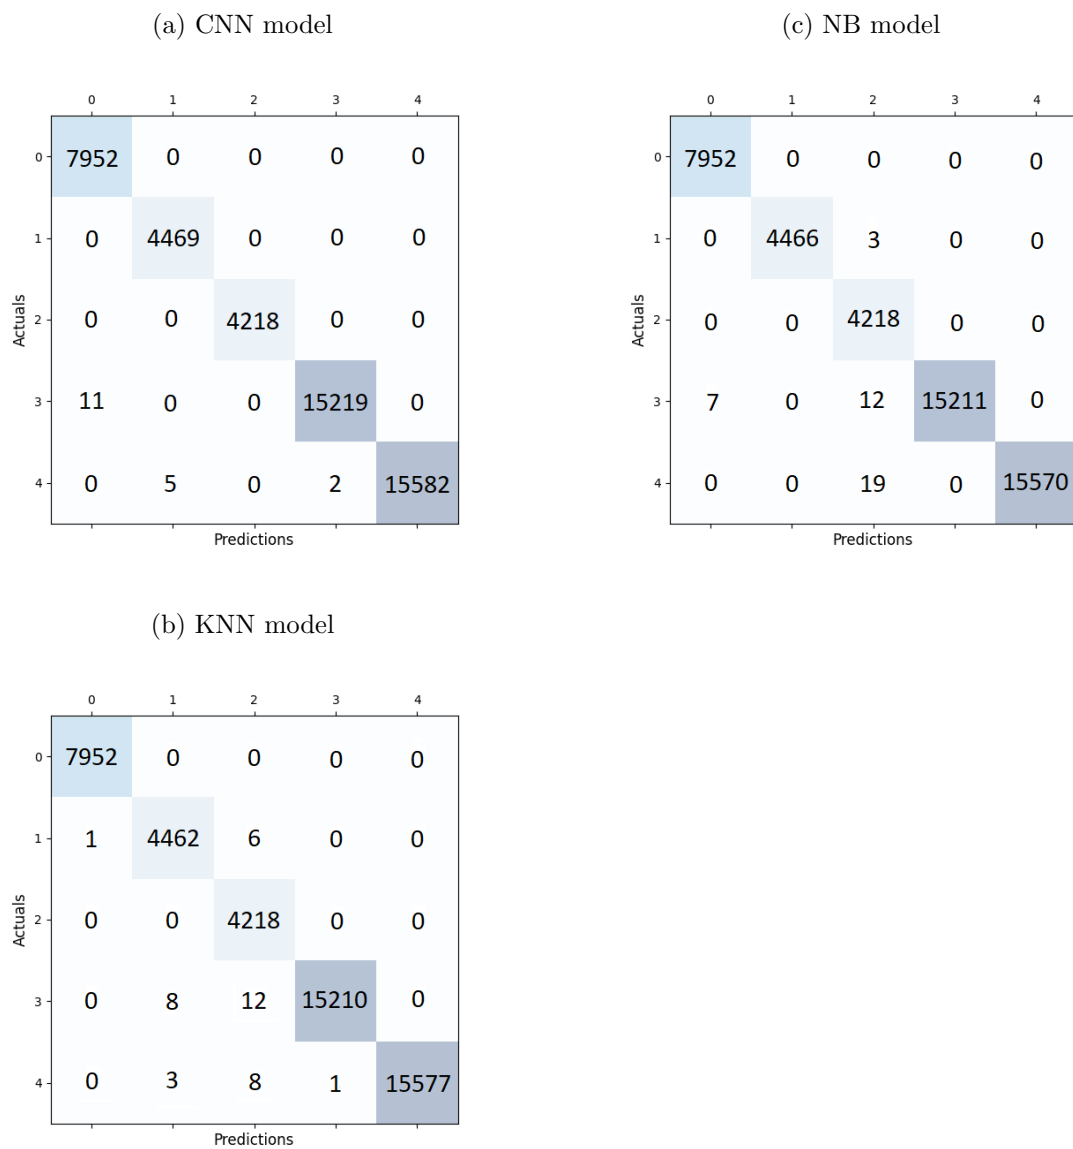 (a) CNN model
0 1 2 3 4
0 7952 0 0 0 0
1 0 4469 0 0 0
2 0 0 4218 0 0
3 11 0 0 15219 0
4 0 5 0 2 15582
Actuals
Predictions
(c) NB model
0 1 2 3 4
0 7952 0 0 0 0
1 0 4466 3 0 0
2 0 0 4218 0 0
3 7 0 12 15211 0
4 0 0 19 0 15570
Actuals
Predictions
(b) KNN model
0 1 2 3 4
0 7952 0 0 0 0
1 1 4462 6 0 0
2 0 0 4218 0 0
3 0 8 12 15210 0
4 0 3 8 1 15577
Actuals
Predictions